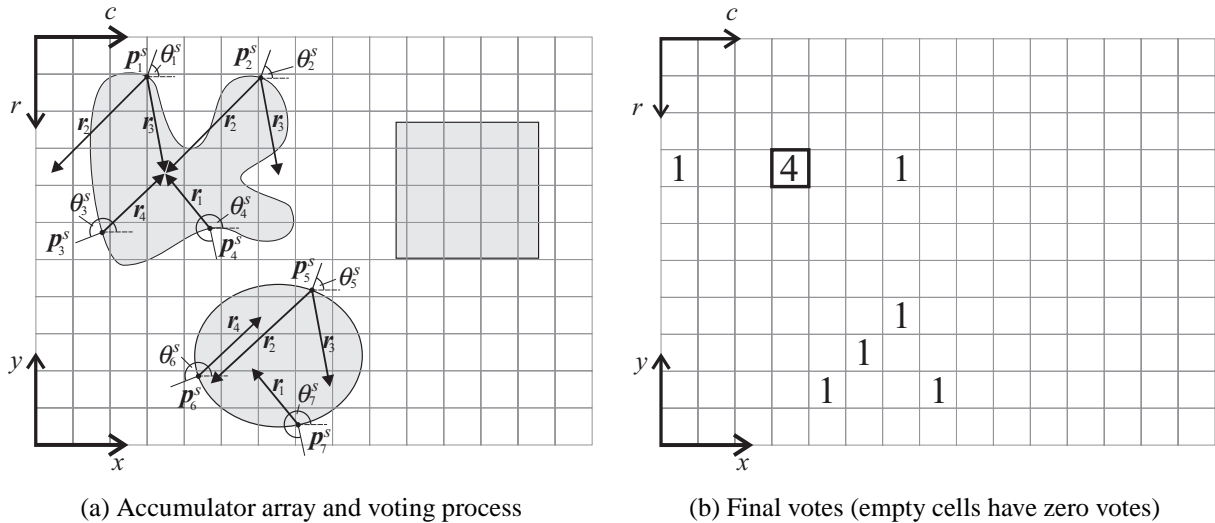 c
r
y
x
p₁ˢ θ₁ˢ
p₂ˢ θ₂ˢ
r₂ r₃ r₂ r₃
θ₃ˢ r₄ r₁ θ₄ˢ
p₃ˢ p₄ˢ
p₅ˢ θ₅ˢ
r₄ r₂ r₃
θ₆ˢ
p₆ˢ r₁ θ₇ˢ
p₇ˢ
(a) Accumulator array and voting process
c
r
1 4 1
1
1
y 1 1
x
(b) Final votes (empty cells have zero votes)